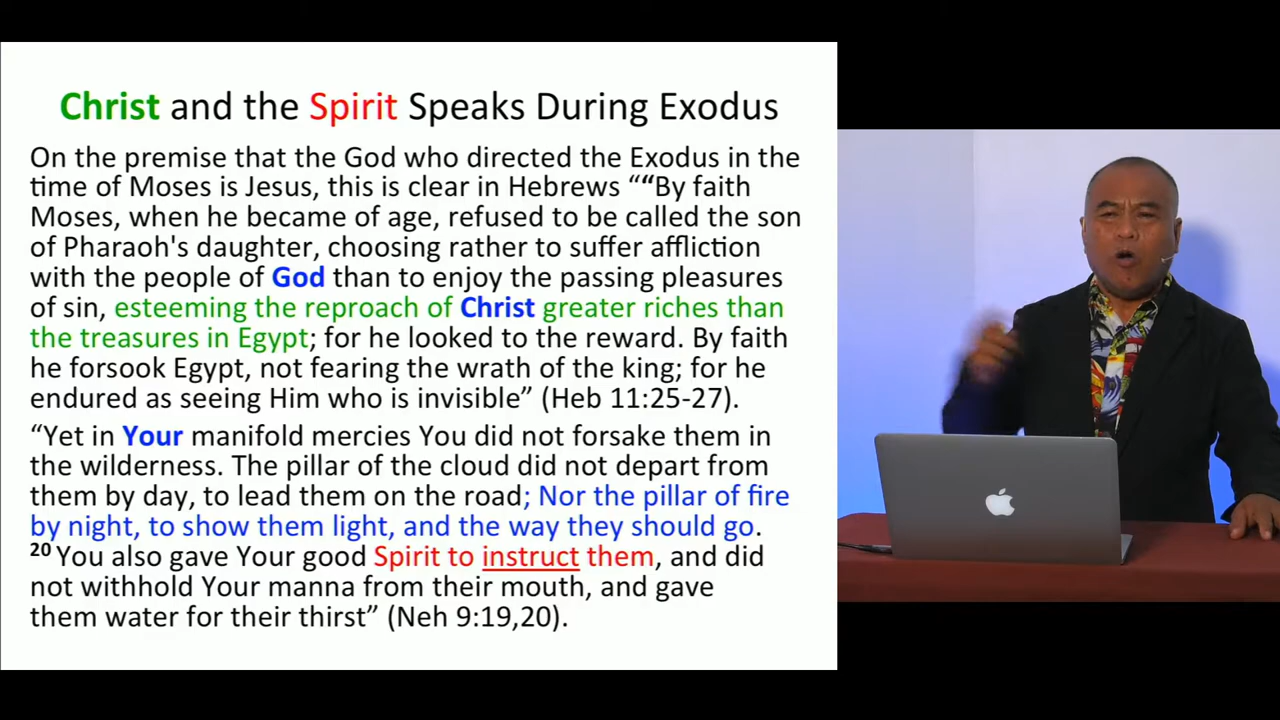 Christ and the Spirit Speaks During Exodus
On the premise that the God who directed the Exodus in the
time of Moses is Jesus, this is clear in Hebrews ““By faith
Moses, when he became of age, refused to be called the son
of Pharaoh's daughter, choosing rather to suffer affliction
with the people of God than to enjoy the passing pleasures
of sin, esteeming the reproach of Christ greater riches than
the treasures in Egypt; for he looked to the reward. By faith
he forsook Egypt, not fearing the wrath of the king; for he
endured as seeing Him who is invisible” (Heb 11:25-27).
“Yet in Your manifold mercies You did not forsake them in
the wilderness. The pillar of the cloud did not depart from
them by day, to lead them on the road; Nor the pillar of fire
by night, to show them light, and the way they should go.
20 You also gave Your good Spirit to instruct them, and did
not withhold Your manna from their mouth, and gave
them water for their thirst” (Neh 9:19,20).